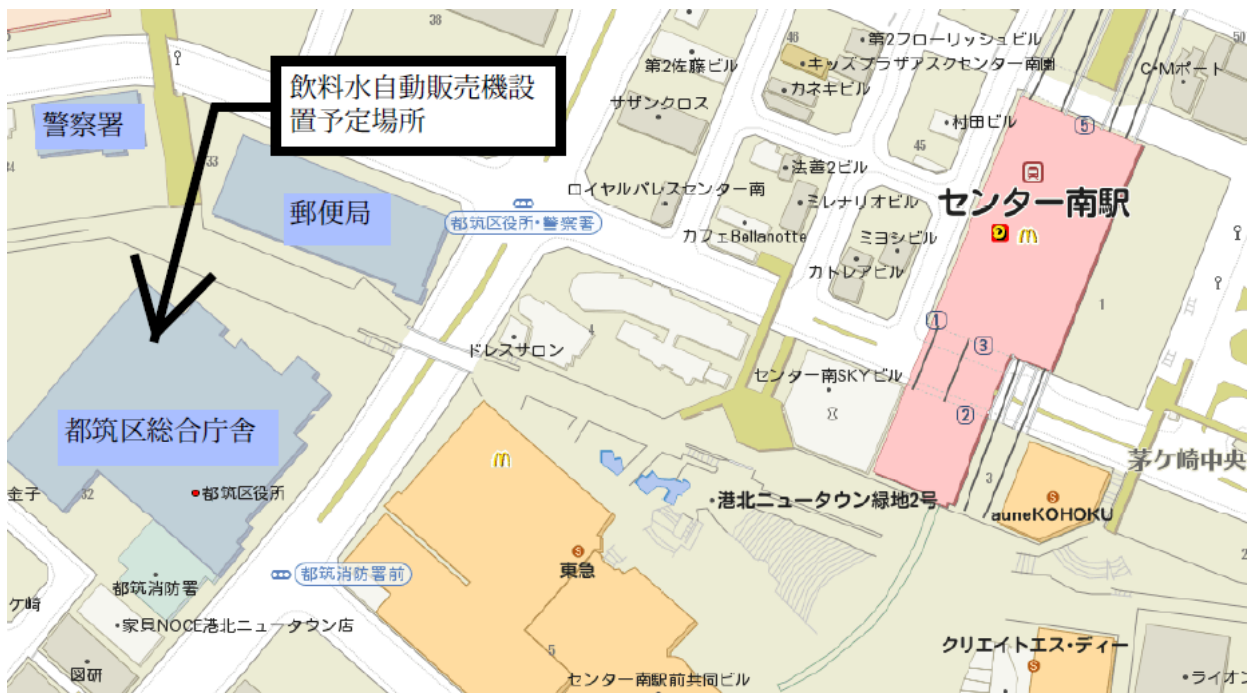 38
46
50
・第2フローリッシュビル
第2佐藤ビル
・キッズプラザアスクセンター南園
C・Mポート
飲料水自動販売機設
置予定場所
・カネキビル
サザンクロス
警察署
・村田ビル
5
33
45
34
・法善2ビル
ロイヤルパレスセンター南
センター南駅
郵便局
都筑区役所・警察署
・ミレナリオビル
カフェBellanotte
ミヨシビル
カトレアビル
1
1
4
3
ドレスサロン
センター南SKYビル
2
都筑区総合庁舎
茅ケ崎中央
金子
32
・都筑区役所
3
・港北ニュータウン緑地2号
auneKOHOKU
東急
都筑消防署前
都筑消防署
2
ケ崎
・家具NOCE港北ニュータウン店
クリエイトエス・ディー
5
図研
センター南駅前共同ビル
・ライオン